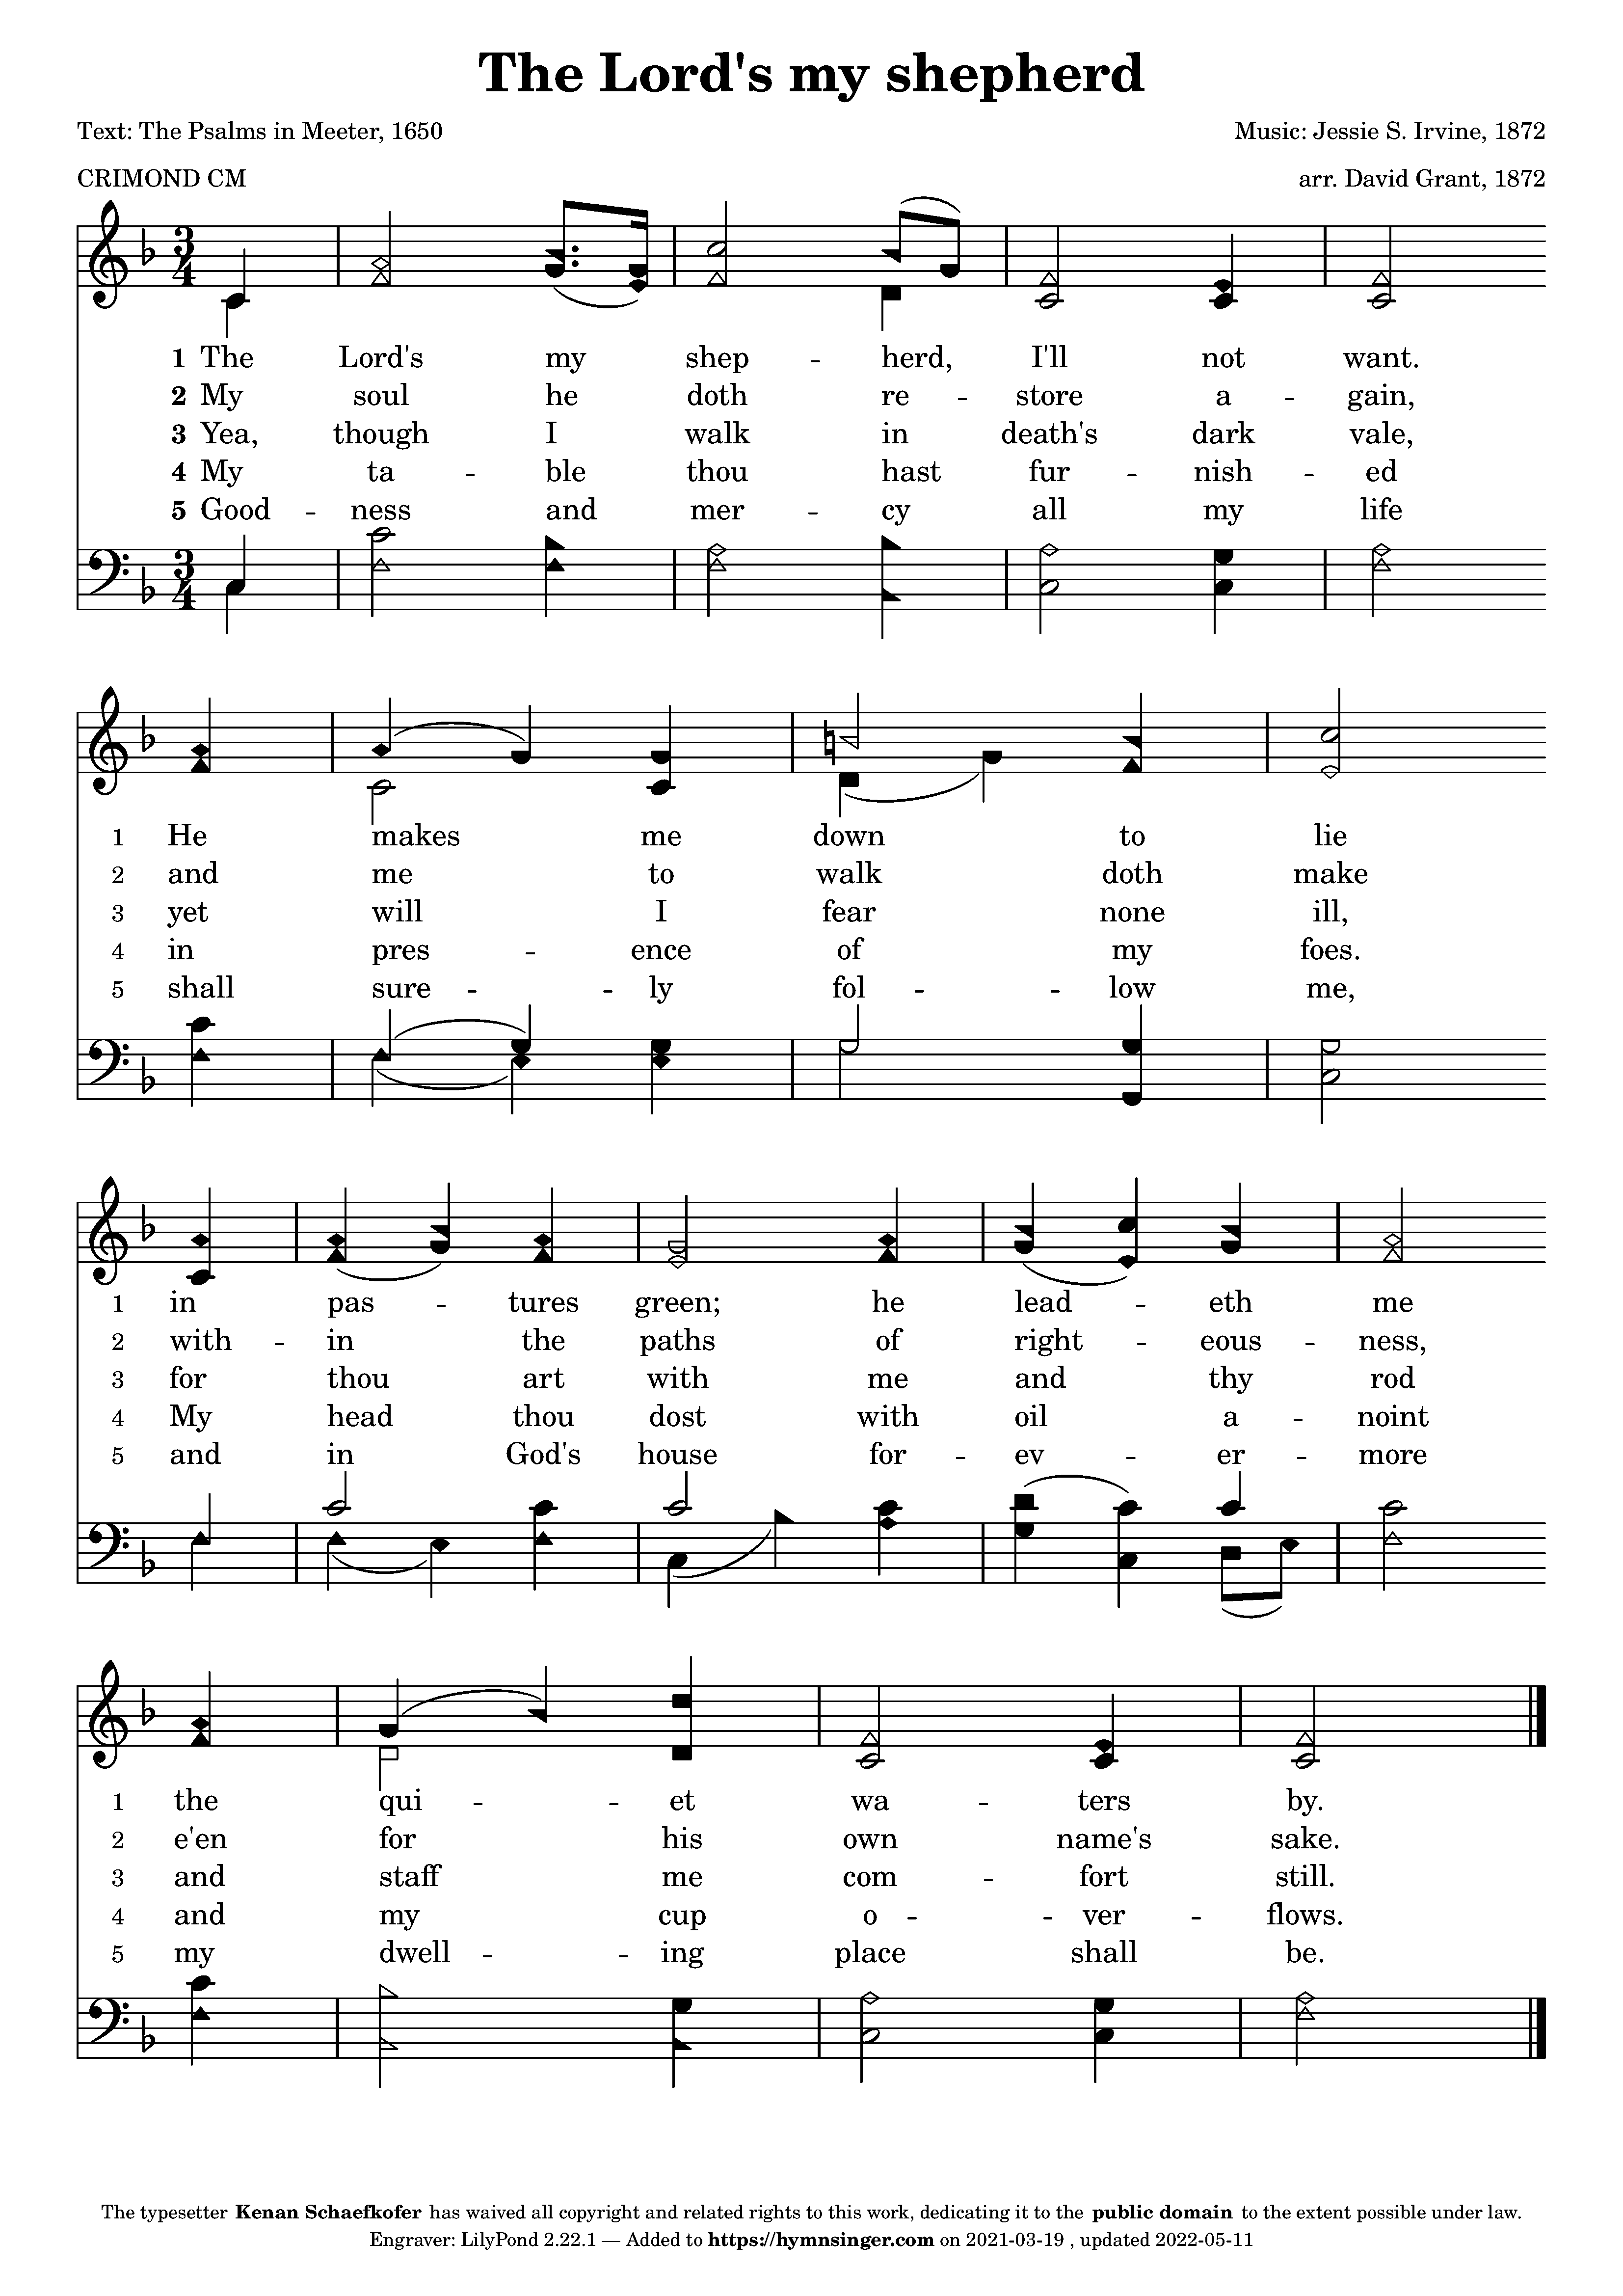 The Lord's my shepherd
Text: The Psalms in Meeter, 1650
Music: Jessie S. Irvine, 1872
CRIMOND CM
arr. David Grant, 1872
3
4
1 The Lord's my shep - herd, I'll not want.
2 My soul he doth re - store a - gain,
3 Yea, though I walk in death's dark vale,
4 My ta - ble thou hast fur - nish - ed
5 Good - ness and mer - cy all my life
3
4
1 He makes me down to lie
2 and me to walk doth make
3 yet will I fear none ill,
4 in pres - ence of my foes.
5 shall sure - ly fol - low me,
1 in pas - tures green; he lead - eth me
2 with - in the paths of right - eous - ness,
3 for thou art with me and thy rod
4 My head thou dost with oil a - noint
5 and in God's house for - ev - er - more
1 the qui - et wa - ters by.
2 e'en for his own name's sake.
3 and staff me com - fort still.
4 and my cup o - ver - flows.
5 my dwell - ing place shall be.
The typesetter Kenan Schaefkofer has waived all copyright and related rights to this work, dedicating it to the public domain to the extent possible under law.
Engraver: LilyPond 2.22.1 — Added to https://hymnsinger.com on 2021-03-19 , updated 2022-05-11